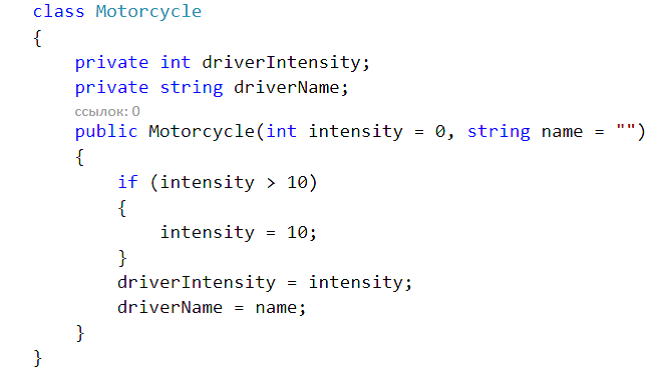 class Motorcycle
{
    private int driverIntensity;
    private string driverName;
    ссылок: 0
    public Motorcycle(int intensity = 0, string name = "")
    {
        if (intensity > 10)
        {
            intensity = 10;
        }
        driverIntensity = intensity;
        driverName = name;
    }
}